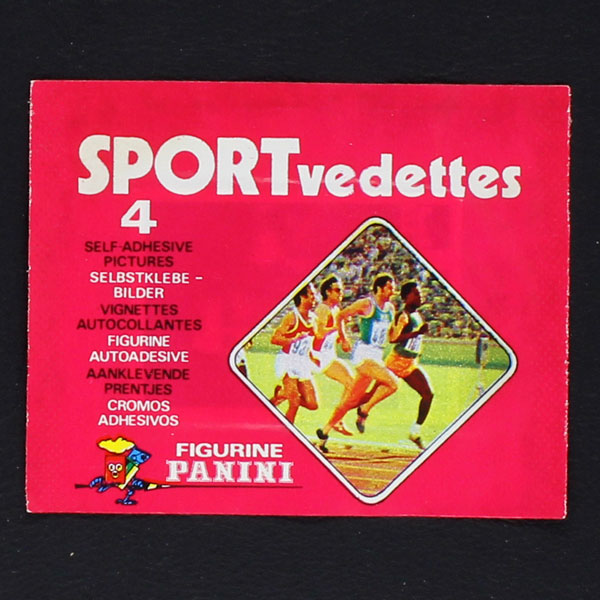 SPORTvedettes
4
SELF-ADHESIVE
PICTURES
SELBSTKLEBE –
BILDER
VIGNETTES
AUTOCOLLANTES
FIGURINE
AUTOADESIVE
AANKLEVENDE
PRENTJES
CROMOS
ADHESIVOS
FIGURINE
PANINI